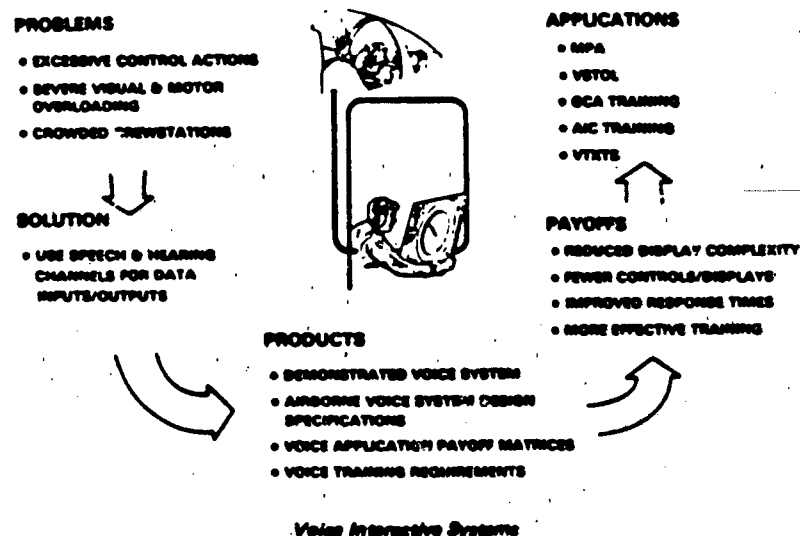 PROBLEMS
• EXCESSIVE CONTROL ACTIONS
• SEVERE VISUAL & MOTOR
OVERLOADING
• CROWDED CREWSTATIONS
SOLUTION
• USE SPEECH & HEARING
CHANNELS FOR DATA
INPUTS/OUTPUTS
PRODUCTS
• DEMONSTRATED VOICE SYSTEM
• AIRBORNE VOICE SYSTEM DESIGN
SPECIFICATIONS
• VOICE APPLICATION PAYOFF MATRICES
• VOICE TRAINING REQUIREMENTS
PAYOFFS
• REDUCED DISPLAY COMPLEXITY
• FEWER CONTROLS/DISPLAYS
• IMPROVED RESPONSE TIMES
• MORE EFFECTIVE TRAINING
APPLICATIONS
• MPA
• VSTOL
• GCA TRAINING
• AIC TRAINING
• VTXTS
Voice Interactive Systems